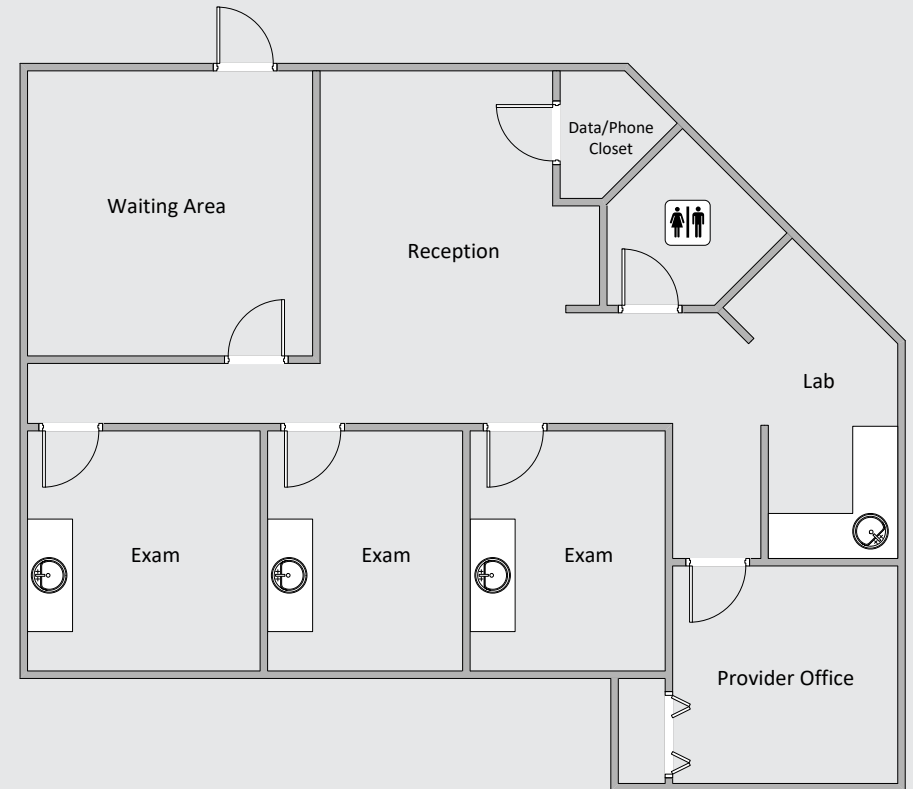 Data/Phone
Closet
Waiting Area
Reception
Lab
Exam
Exam
Exam
Provider Office